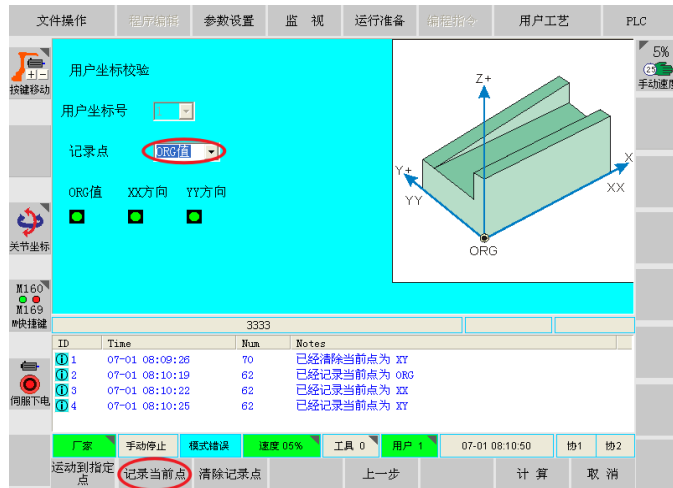 文件操作 程序编辑 参数设置 监 视 运行准备 编程指令 用户工艺 PLC
5%
25
手动速度
+ -
按键移动
用户坐标校验
用户坐标号
记录点 ORG值
ORG值 XX方向 YY方向
Z+
Y+
YY
X
XX
ORG
关节坐标
M160
M169
M快捷键
伺服下电
3333
ID Time Num Notes
1 07-01 08:09:26 70 已经清除当前点为 XY
2 07-01 08:10:19 62 已经记录当前点为 ORG
3 07-01 08:10:22 62 已经记录当前点为 XX
4 07-01 08:10:25 62 已经记录当前点为 XY
厂家 手动停止 模式错误 速度 05% 工具 0 用户 1 07-01 08:10:50 协1 协2
运动到指定点 记录当前点 清除记录点 上一步 计 算 取 消